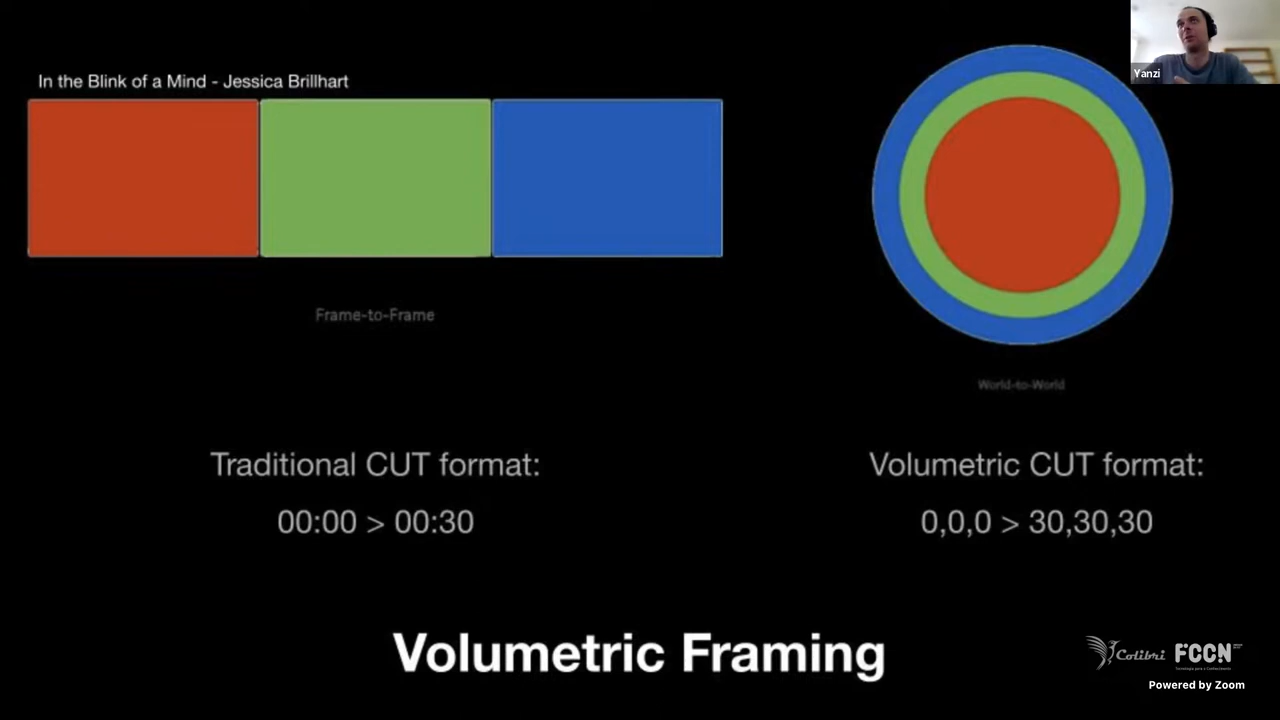 In the Blink of a Mind - Jessica Brillhart
Yanzi
Frame-to-Frame
World-to-World
Traditional CUT format:
00:00 > 00:30
Volumetric CUT format:
0,0,0 > 30,30,30
Volumetric Framing
Colibri
FCCN
Powered by Zoom